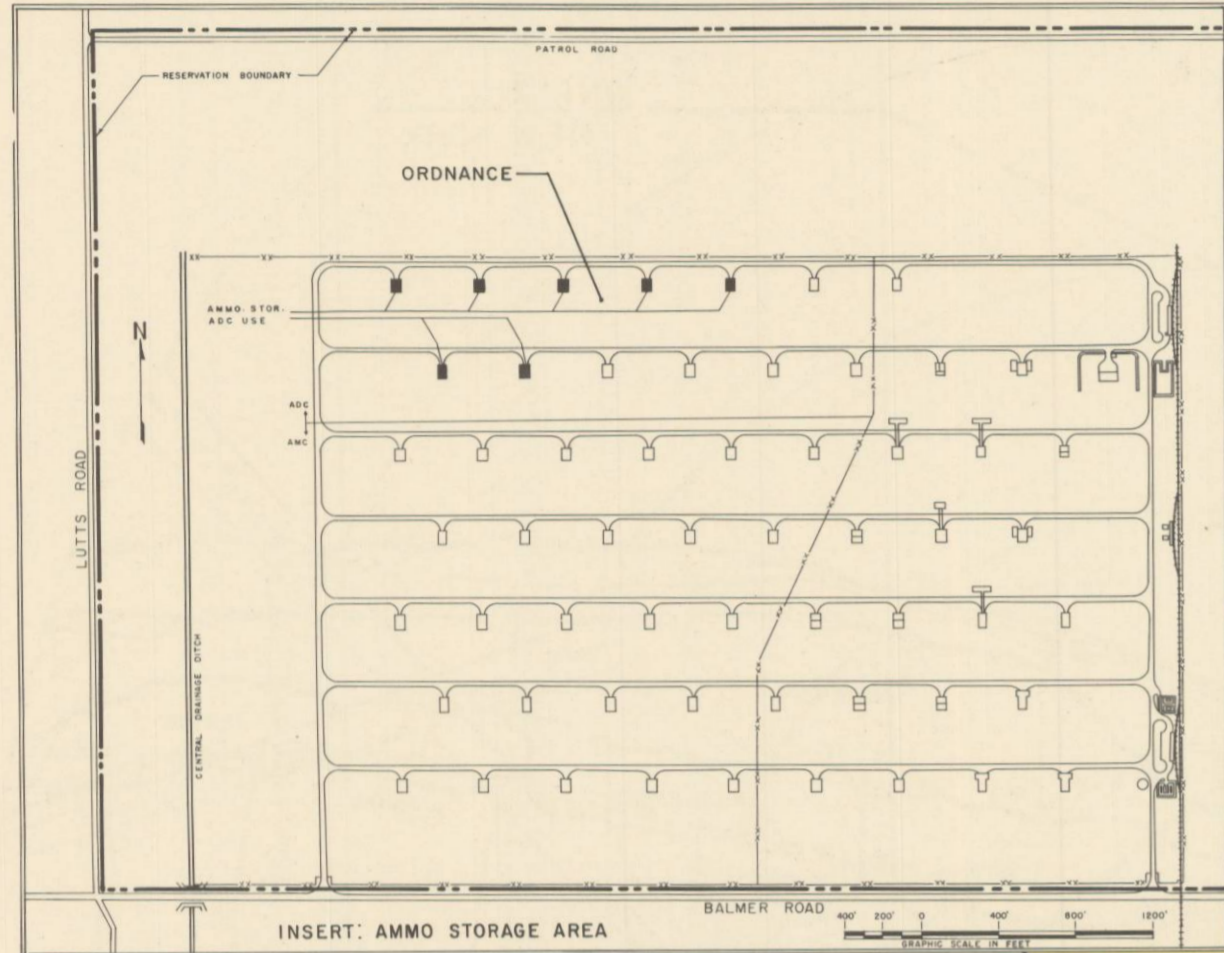 PATROL ROAD
RESERVATION BOUNDARY
ORDNANCE
AMMO. STOR.
ADC USE
N
ADC
AMC
LUTTS ROAD
CENTRAL DRAINAGE DITCH
BALMER ROAD
INSERT: AMMO STORAGE AREA
400' 200' 0 400' 800' 1200'
GRAPHIC SCALE IN FEET